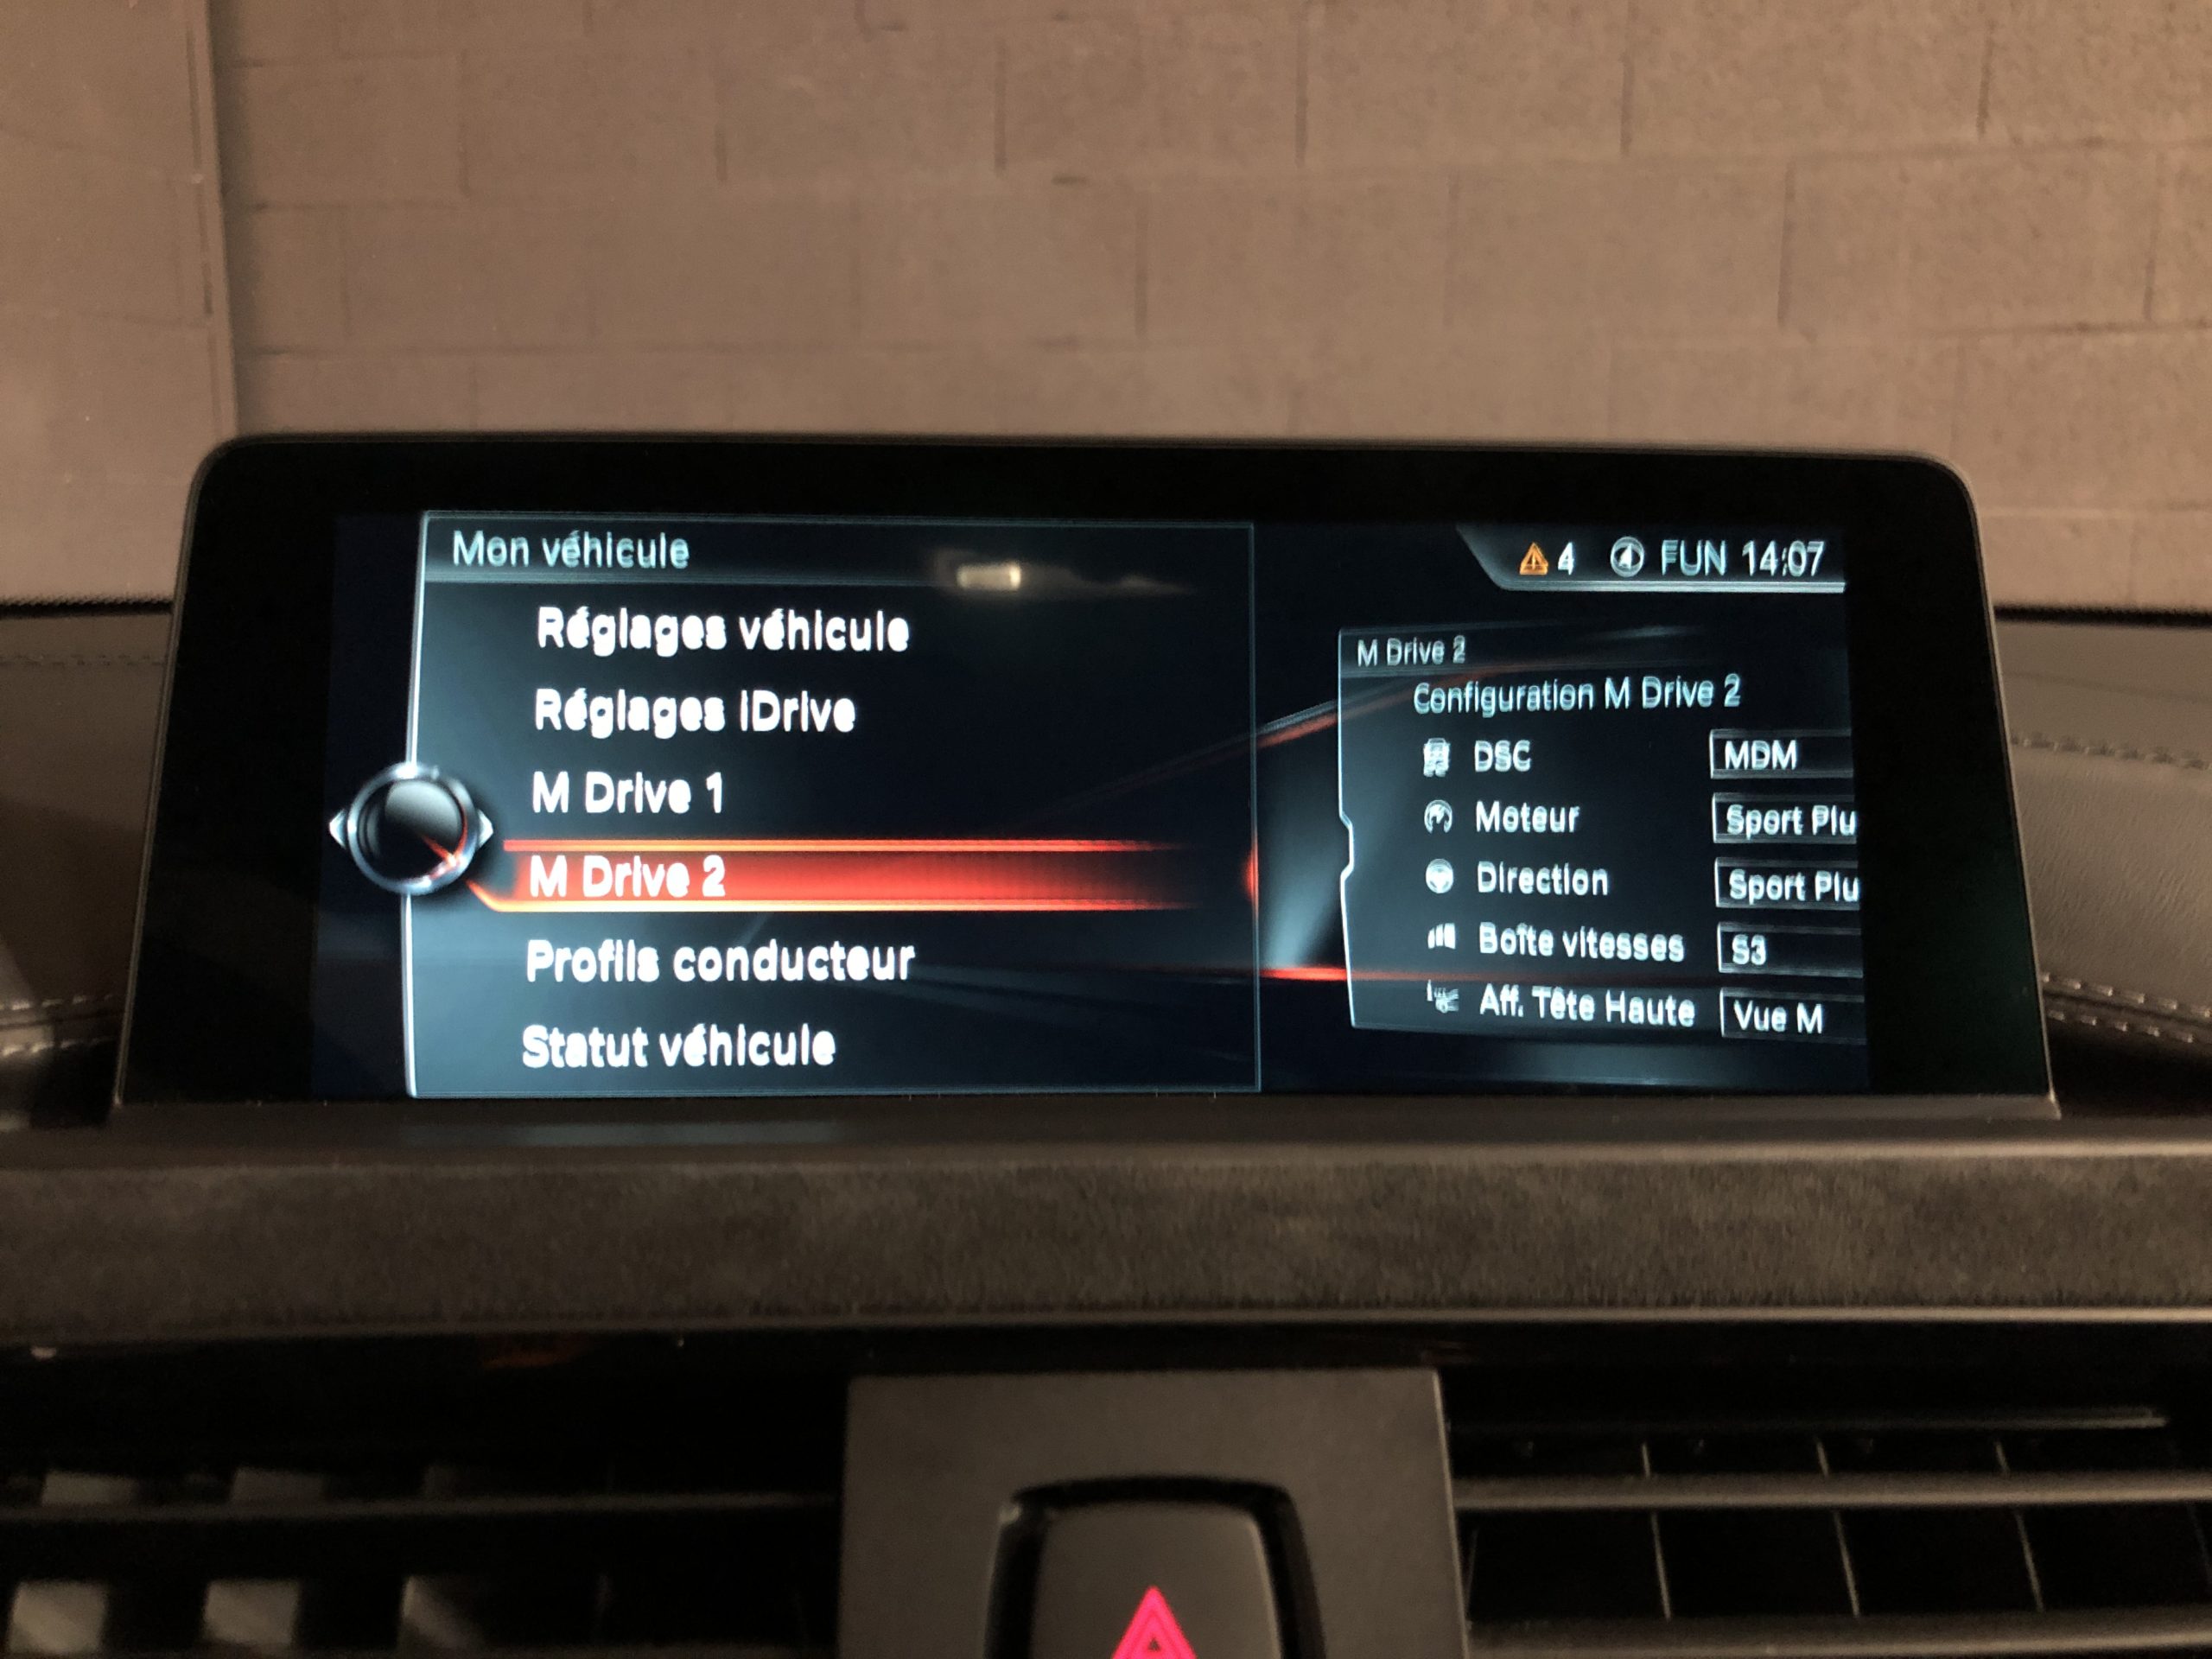 Mon véhicule
4 FUN 14:07
Réglages véhicule
Réglages iDrive
M Drive 1
M Drive 2
Profils conducteur
Statut véhicule
M Drive 2
Configuration M Drive 2
DSC MDM
Moteur Sport Plu
Direction Sport Plu
Boîte vitesses S3
Aff. Tête Haute Vue M